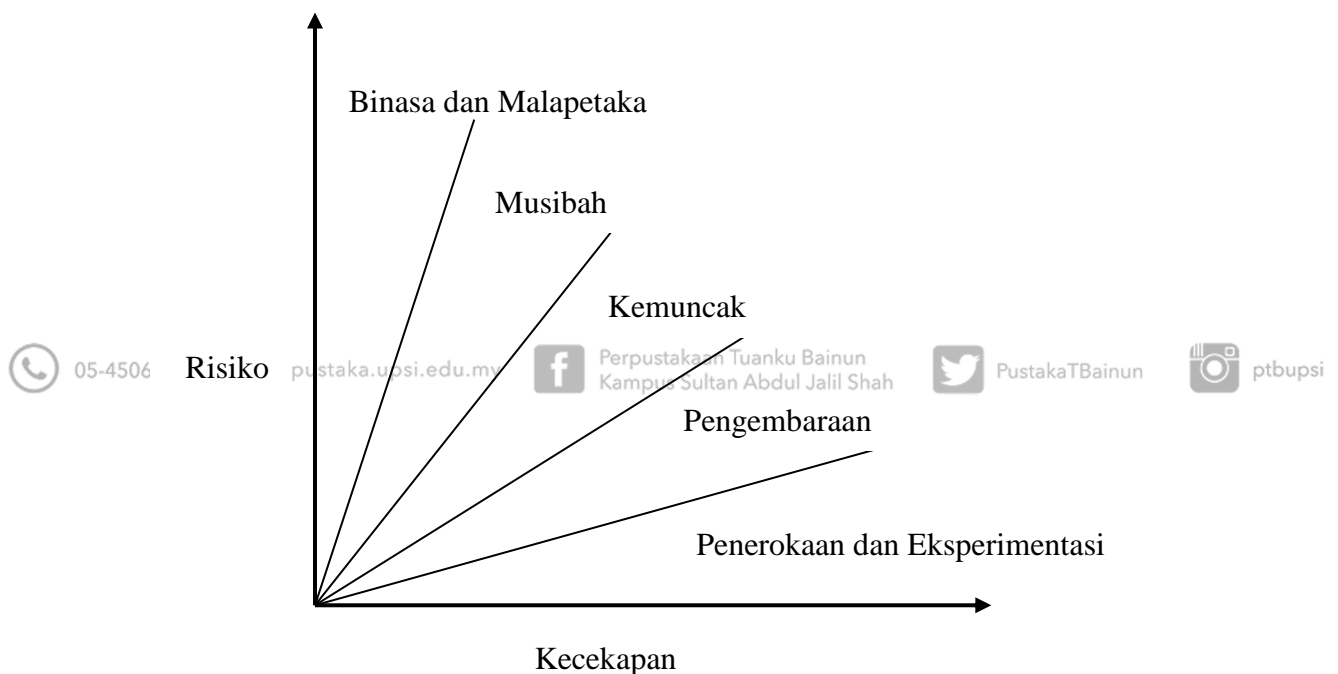 Binasa dan Malapetaka
Musibah
Kemuncak
05-4506 Risiko pustaka.upsi.edu.my Perpustakaan Tuanku Bainun PustakaTBainun ptbupsi
Kampus Sultan Abdul Jalil Shah
Pengembaraan
Penerokaan dan Eksperimentasi
Kecekapan